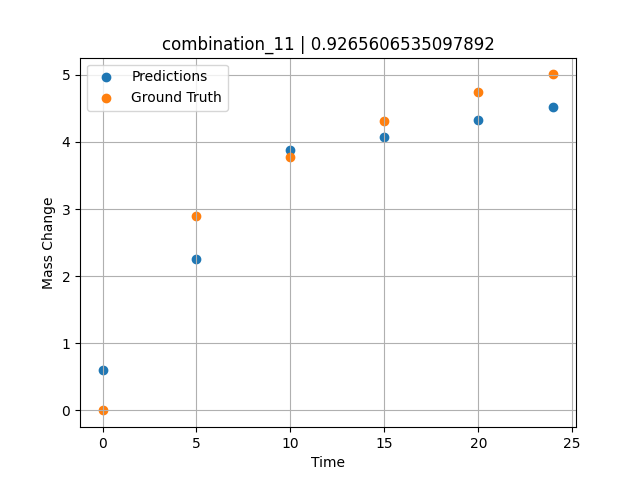 combination_11 | 0.9265606535097892
Predictions
Ground Truth
Mass Change
5
4
3
2
1
0
0 5 10 15 20 25
Time